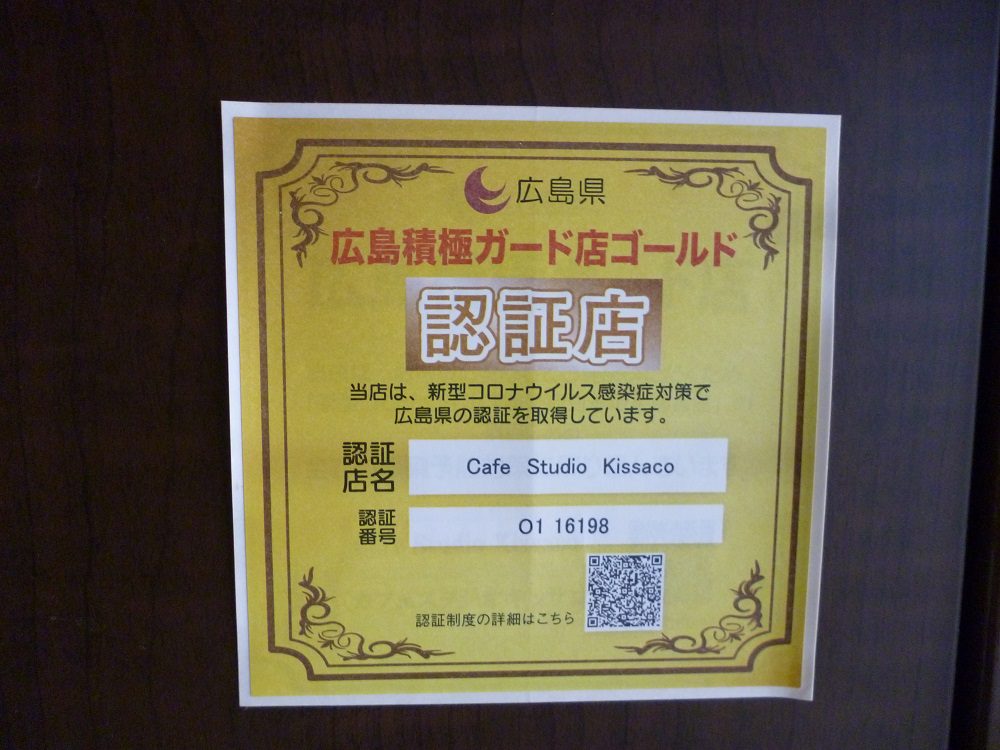 広島県
広島積極ガード店ゴールド
認証店
当店は、新型コロナウイルス感染症対策で
広島県の認証を取得しています。
認証
店名
Cafe Studio Kissaco
認証
番号
O1 16198
認証制度の詳細はこちら